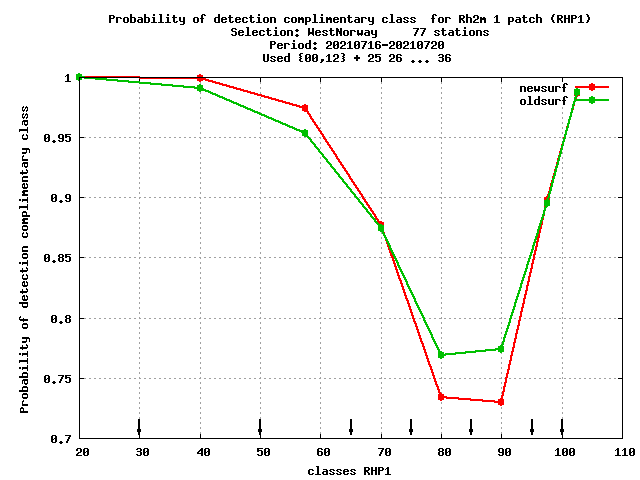 Probability of detection complimentary class  for Rh2m 1 patch (RHP1)
Selection: WestNorway     77 stations
Period: 20210716-20210720
Used {00,12} + 25 26 ... 36
newsurf
oldsurf
Probability of detection complimentary class
1
0.95
0.9
0.85
0.8
0.75
0.7
20 30 40 50 60 70 80 90 100 110
classes RHP1